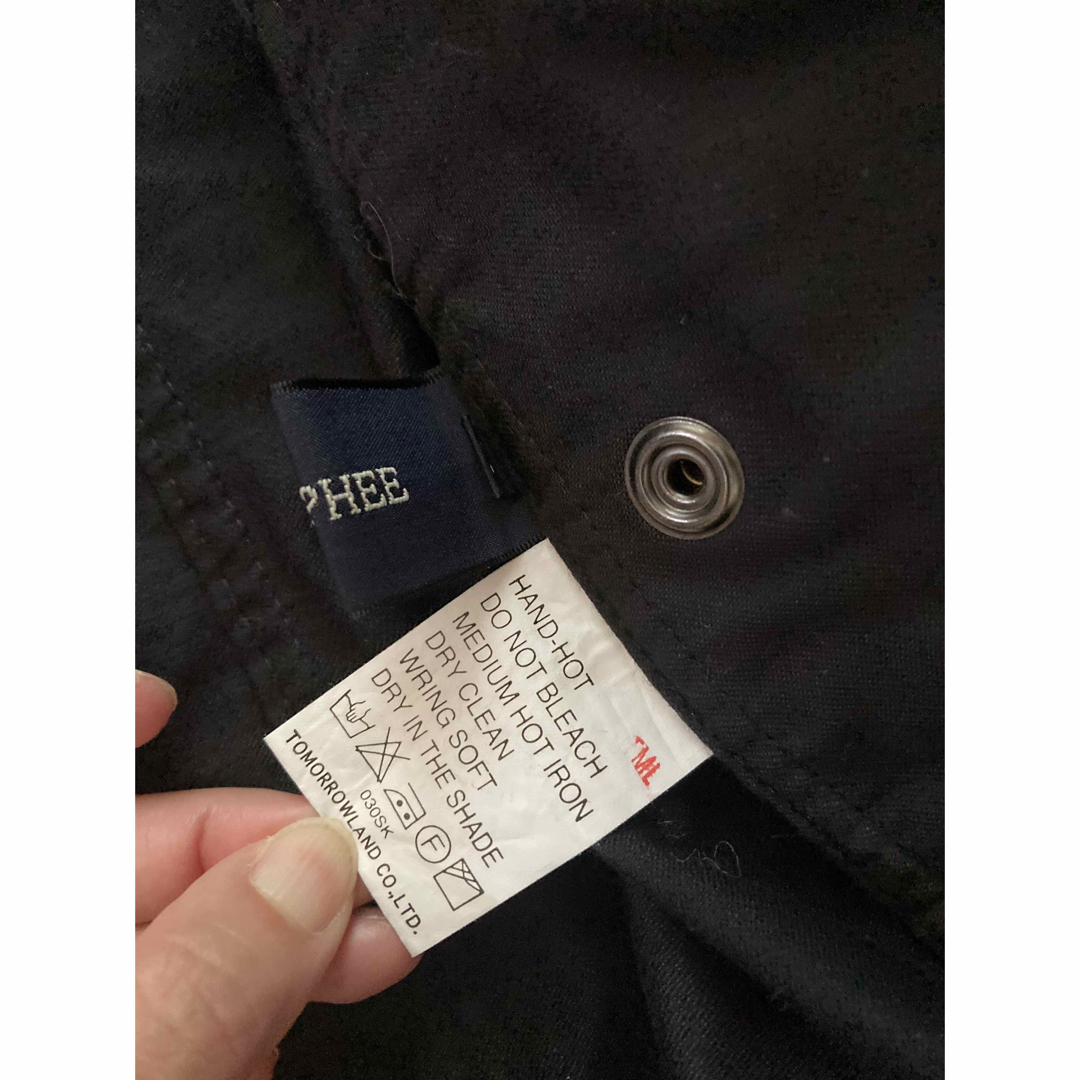 PHEE
HAND-HOT
DO NOT BLEACH
MEDIUM HOT IRON
DRY CLEAN
WRING SOFT
DRY IN THE SHADE
F
030SK
TOMORROWLAND CO.,LTD.